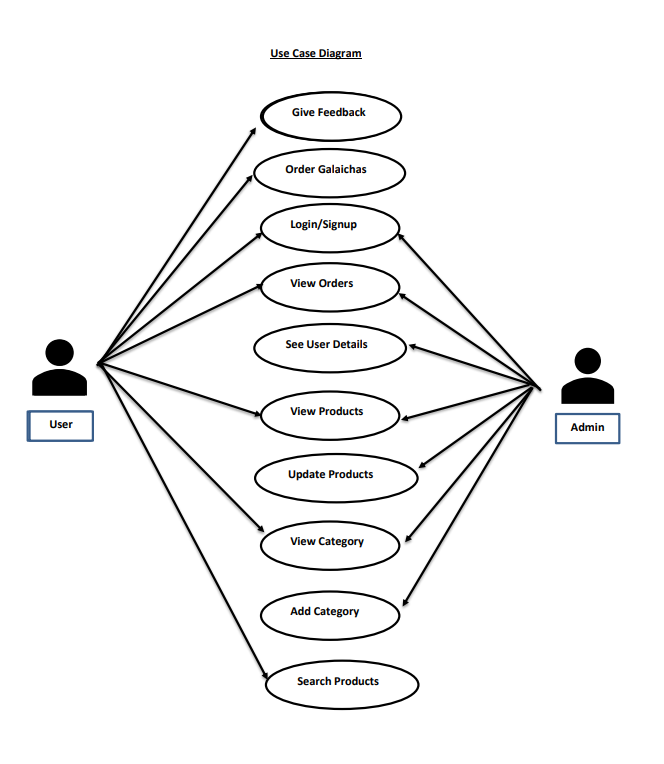 Use Case Diagram
Give Feedback
Order Galaichas
Login/Signup
View Orders
See User Details
View Products
User
Admin
Update Products
View Category
Add Category
Search Products